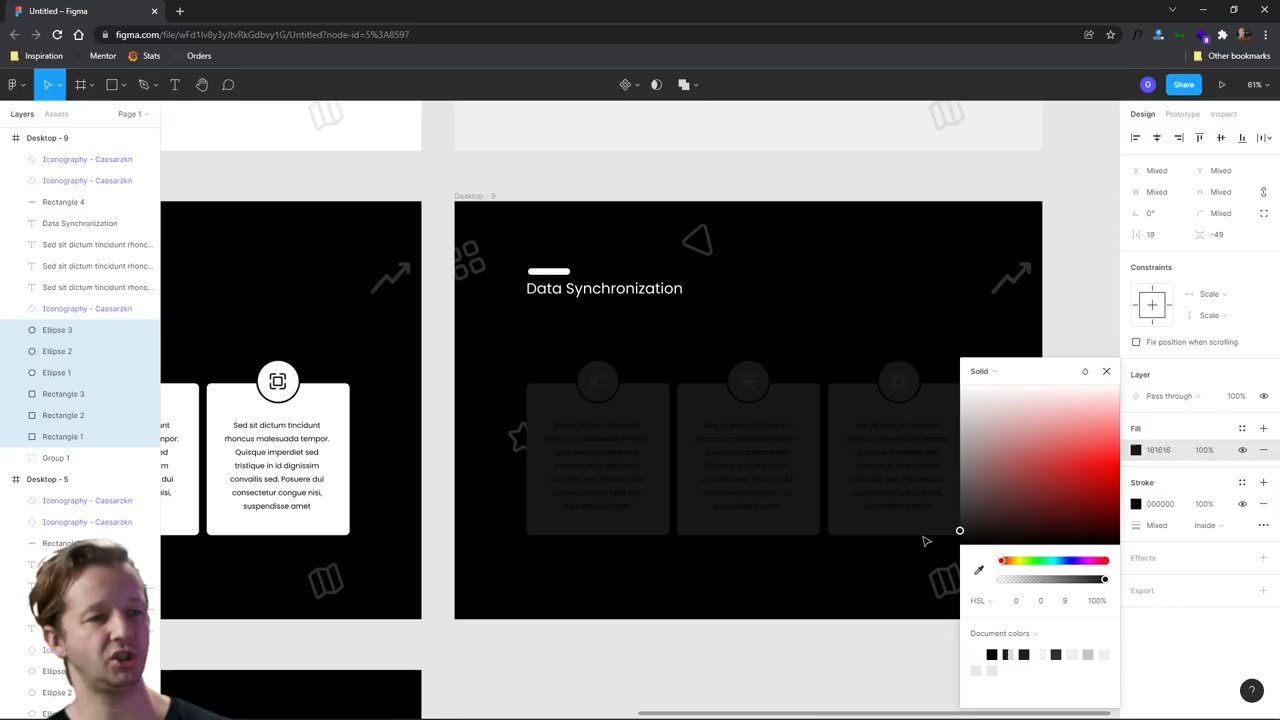 Untitled – Figma
figma.com/file/wFd1Iv8y3yJtvRkGdbvy1G/Untitled?node-id=5%3A8597
8
Inspiration
Mentor
Stats
Orders
Other bookmarks
G
Share
61%
Layers
Assets
Page 1
Design
Prototype
Inspect
Desktop - 9
Iconography - Caesarzkn
Iconography - Caesarzkn
Rectangle 4
Data Synchronization
Sed sit dictum tincidunt rhonc...
Sed sit dictum tincidunt rhonc...
Sed sit dictum tincidunt rhonc...
Iconography - Caesarzkn
Ellipse 3
Ellipse 2
Ellipse 1
Rectangle 3
Rectangle 2
Rectangle 1
Group 1
Desktop - 5
Iconography - Caesarzkn
Iconography - Caesarzkn
Ellipse 2
Desktop - 9
Data Synchronization
Sed sit dictum tincidunt
rhoncus malesuada tempor.
Quisque imperdiet sed
tristique in id dignissim
convallis sed. Posuere dui
consectetur congue nisi,
suspendisse amet
X Mixed Y Mixed
W Mixed H Mixed
0° Mixed
19 -49
Constraints
Scale
Scale
Fix position when scrolling
Layer
Pass through 100%
Fill
161616 100%
Stroke
000000 100%
Mixed Inside
Effects
Export
Solid
HSL 0 0 9 100%
Document colors
?